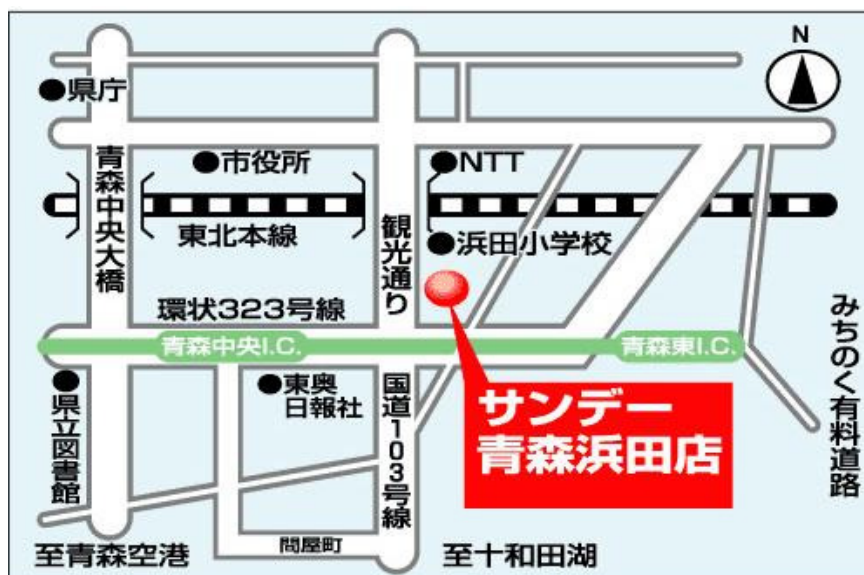 N
県庁
市役所
NTT
青森中央大橋
東北本線
観光通り
浜田小学校
環状323号線
青森中央I.C.
青森東I.C.
みちのく有料道路
県立図書館
東奥
日報社
国道103号線
サンデー
青森浜田店
問屋町
至青森空港
至十和田湖